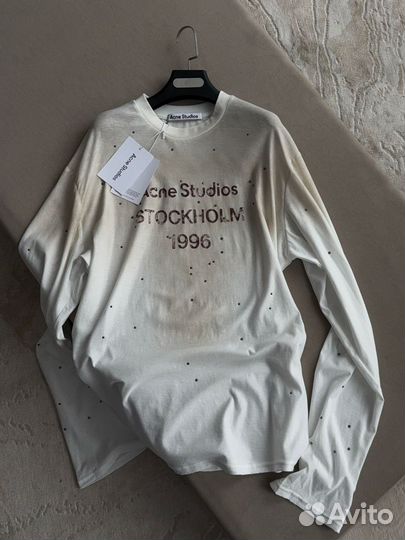 Acne Studios
Acne Studios
Acne Studios
STOCKHOLM
1996
Avito